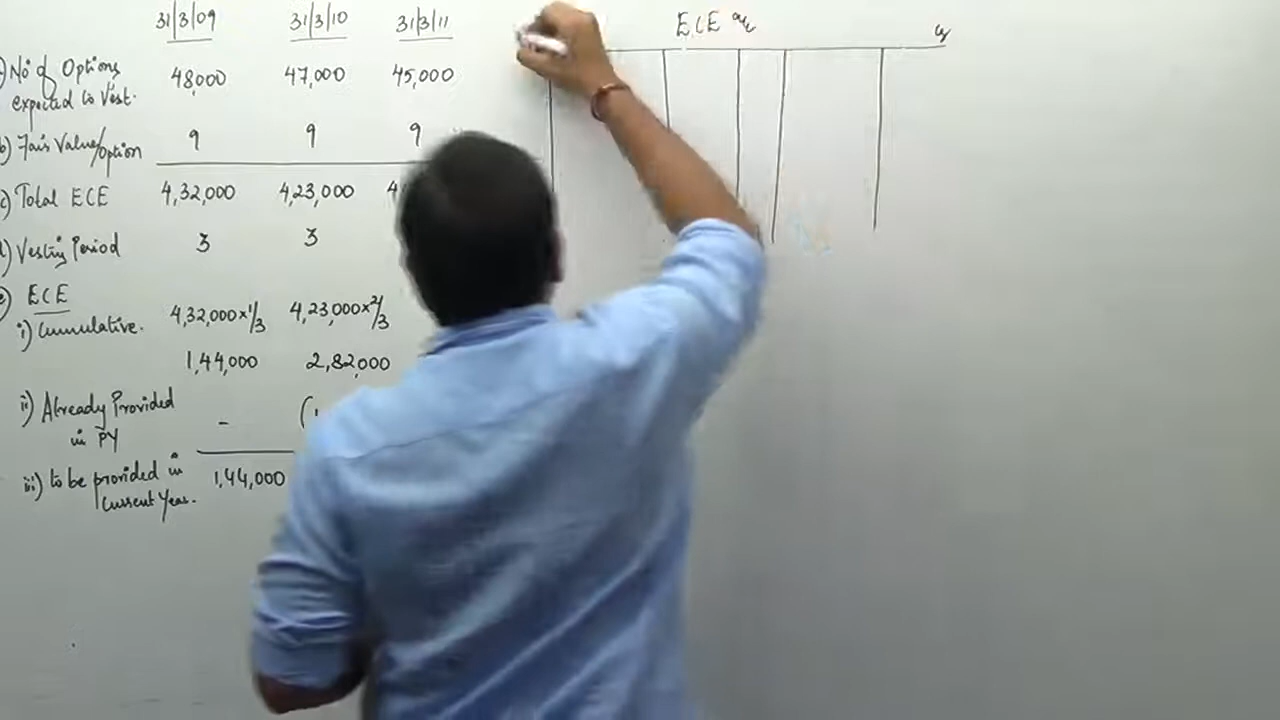 31/3/09 31/3/10 31/3/11
No of Options expected to Vest. 48,000 47,000 45,000
b) Fair Value/option 9 9 9
c) Total ECE 4,32,000 4,23,000 4
d) Vesting Period 3 3
e) ECE
i) Cumulative. 4,32,000×1/3 4,23,000×2/3
1,44,000 2,82,000
ii) Already Provided in PY - (1
iii) to be provided in Current Year. 1,44,000
ECE a/c Cr